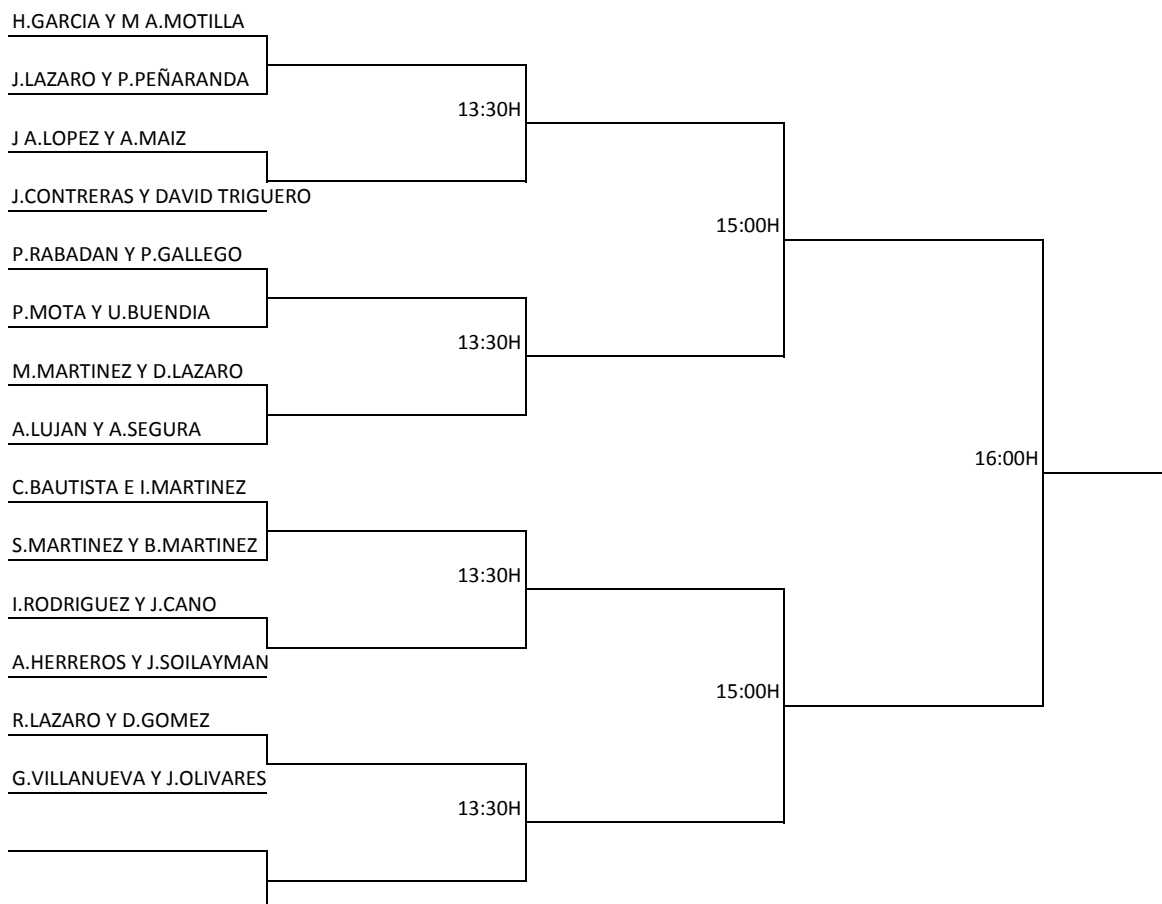 H.GARCIA Y M A.MOTILLA
J.LAZARO Y P.PEÑARANDA
13:30H
J A.LOPEZ Y A.MAIZ
J.CONTRERAS Y DAVID TRIGUERO
15:00H
P.RABADAN Y P.GALLEGO
P.MOTA Y U.BUENDIA
13:30H
M.MARTINEZ Y D.LAZARO
A.LUJAN Y A.SEGURA
16:00H
C.BAUTISTA E I.MARTINEZ
S.MARTINEZ Y B.MARTINEZ
13:30H
I.RODRIGUEZ Y J.CANO
A.HERREROS Y J.SOILAYMAN
15:00H
R.LAZARO Y D.GOMEZ
G.VILLANUEVA Y J.OLIVARES
13:30H